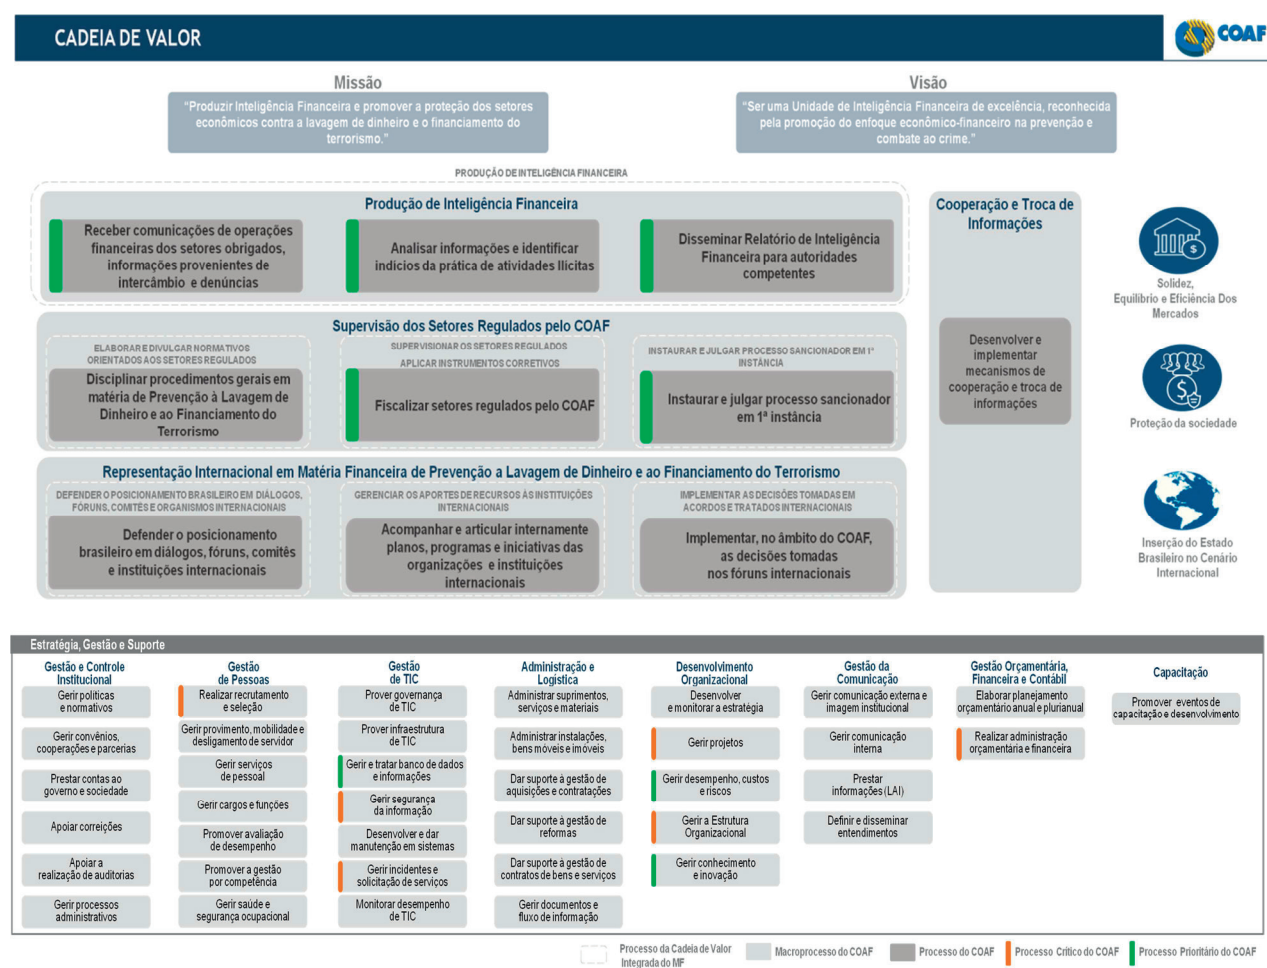 CADEIA DE VALOR
COAF
Missão
"Produzir Inteligência Financeira e promover a proteção dos setores
econômicos contra a lavagem de dinheiro e o financiamento do
terrorismo."
Visão
"Ser uma Unidade de Inteligência Financeira de excelência, reconhecida
pela promoção do enfoque econômico-financeiro na prevenção e
combate ao crime."
PRODUÇÃO DE INTELIGÊNCIA FINANCEIRA
Produção de Inteligência Financeira
Receber comunicações de operações
financeiras dos setores obrigados,
informações provenientes de
intercâmbio e denúncias
Analisar informações e identificar
indícios da prática de atividades Ilícitas
Disseminar Relatório de Inteligência
Financeira para autoridades
competentes
Supervisão dos Setores Regulados pelo COAF
ELABORAR E DIVULGAR NORMATIVOS
ORIENTADOS AOS SETORES REGULADOS
Disciplinar procedimentos gerais em
matéria de Prevenção à Lavagem de
Dinheiro e ao Financiamento do
Terrorismo
SUPERVISIONAR OS SETORES REGULADOS
APLICAR INSTRUMENTOS CORRETIVOS
Fiscalizar setores regulados pelo COAF
INSTAURAR E JULGAR PROCESSO SANCIONADOR EM 1ª
INSTÂNCIA
Instaurar e julgar processo sancionador
em 1ª instância
Representação Internacional em Matéria Financeira de Prevenção a Lavagem de Dinheiro e ao Financiamento do Terrorismo
DEFENDER O POSICIONAMENTO BRASILEIRO EM DIÁLOGOS,
FÓRUNS, COMITÊS E ORGANISMOS INTERNACIONAIS
Defender o posicionamento
brasileiro em diálogos, fóruns, comitês
e instituições internacionais
GERENCIAR OS APORTES DE RECURSOS ÀS INSTITUIÇÕES
INTERNACIONAIS
Acompanhar e articular internamente
planos, programas e iniciativas das
organizações e instituições
internacionais
IMPLEMENTAR AS DECISÕES TOMADAS EM
ACORDOS E TRATADOS INTERNACIONAIS
Implementar, no âmbito do COAF,
as decisões tomadas
nos fóruns internacionais
Cooperação e Troca de
Informações
Desenvolver e
implementar
mecanismos de
cooperação e troca de
informações
Solidez,
Equilíbrio e Eficiência Dos
Mercados
Proteção da sociedade
Inserção do Estado
Brasileiro no Cenário
Internacional
Estratégia, Gestão e Suporte
Gestão e Controle
Institucional
Gerir políticas
e normativos
Gerir convênios,
cooperações e parcerias
Prestar contas ao
governo e sociedade
Apoiar correições
Apoiar a
realização de auditorias
Gerir processos
administrativos
Gestão
de Pessoas
Realizar recrutamento
e seleção
Gerir provimento, mobilidade e
desligamento de servidor
Gerir serviços
de pessoal
Gerir cargos e funções
Promover avaliação
de desempenho
Promover a gestão
por competência
Gerir saúde e
segurança ocupacional
Gestão
de TIC
Prover governança
de TIC
Prover infraestrutura
de TIC
Gerir e tratar banco de dados
e informações
Gerir segurança
da informação
Desenvolver e dar
manutenção em sistemas
Gerir incidentes e
solicitação de serviços
Monitorar desempenho
de TIC
Administração e
Logística
Administrar suprimentos,
serviços e materiais
Administrar instalações,
bens móveis e imóveis
Dar suporte à gestão de
aquisições e contratações
Dar suporte à gestão de
reformas
Dar suporte à gestão de
contratos de bens e serviços
Gerir documentos e
fluxo de informação
Desenvolvimento
Organizacional
Desenvolver
e monitorar a estratégia
Gerir projetos
Gerir desempenho, custos
e riscos
Gerir a Estrutura
Organizacional
Gerir conhecimento
e inovação
Gestão da
Comunicação
Gerir comunicação externa e
imagem institucional
Gerir comunicação
interna
Prestar
informações (LAI)
Definir e disseminar
entendimentos
Gestão Orçamentária,
Financeira e Contábil
Elaborar planejamento
orçamentário anual e plurianual
Realizar administração
orçamentária e financeira
Capacitação
Promover eventos de
capacitação e desenvolvimento
Processo da Cadeia de Valor
Integrada do MF
Macroprocesso do COAF
Processo do COAF
Processo Crítico do COAF
Processo Prioritário do COAF